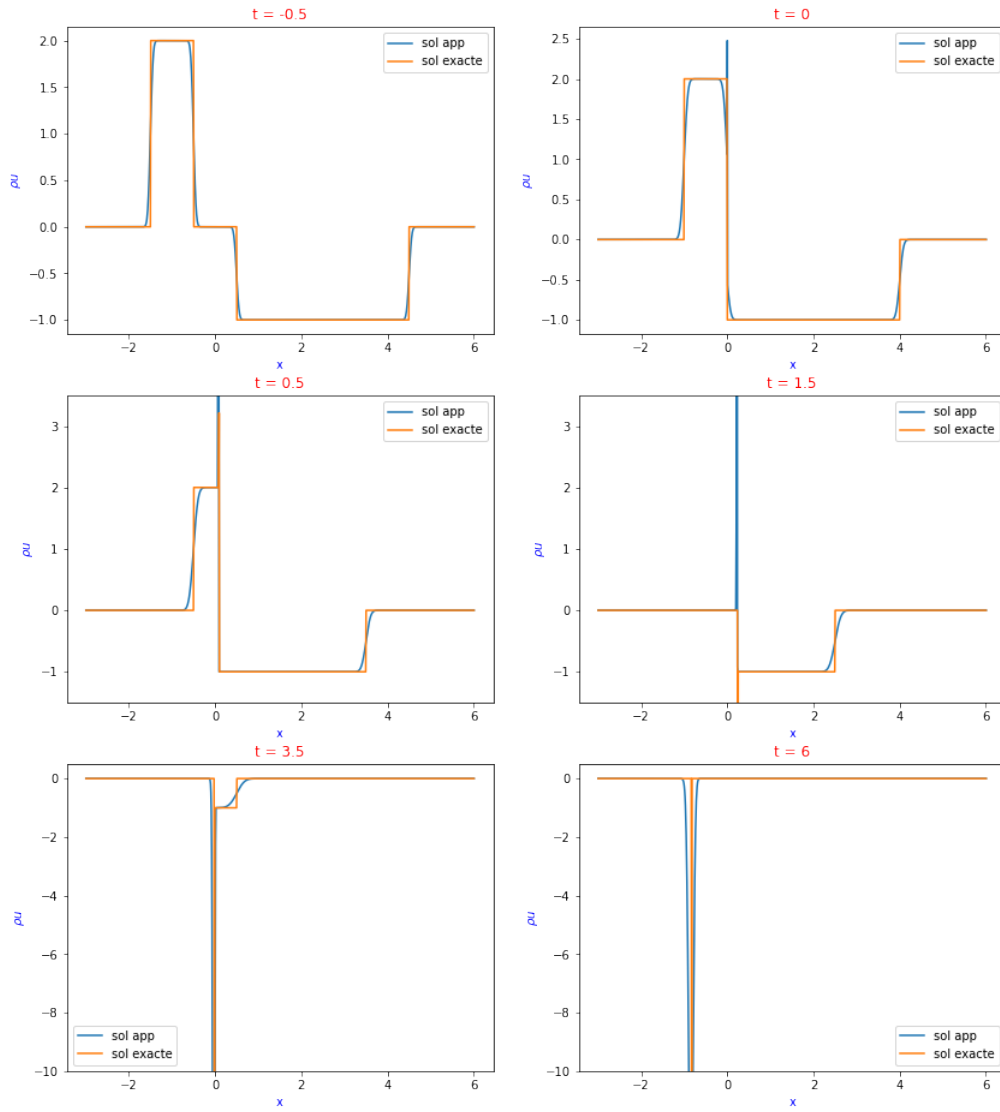 t = -0.5
sol app
sol exacte
2.0
1.5
1.0
0.5
0.0
−0.5
−1.0
ρu
−2 0 2 4 6
x
t = 0
sol app
sol exacte
2.5
2.0
1.5
1.0
0.5
0.0
−0.5
−1.0
ρu
−2 0 2 4 6
x
t = 0.5
sol app
sol exacte
3
2
1
0
−1
ρu
−2 0 2 4 6
x
t = 1.5
sol app
sol exacte
3
2
1
0
−1
ρu
−2 0 2 4 6
x
t = 3.5
0
−2
−4
−6
−8
−10
ρu
sol app
sol exacte
−2 0 2 4 6
x
t = 6
0
−2
−4
−6
−8
−10
ρu
sol app
sol exacte
−2 0 2 4 6
x